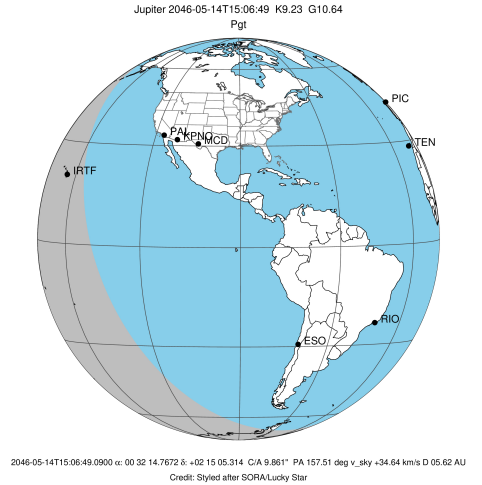 Jupiter 2046-05-14T15:06:49 K9.23 G10.64
Pgt
PIC
PAL
KPNO
MCD
TEN
IRTF
RIO
ESO
2046-05-14T15:06:49.0900 α: 00 32 14.7672 δ: +02 15 05.314 C/A 9.861" PA 157.51 deg v_sky +34.64 km/s D 05.62 AU
Credit: Styled after SORA/Lucky Star